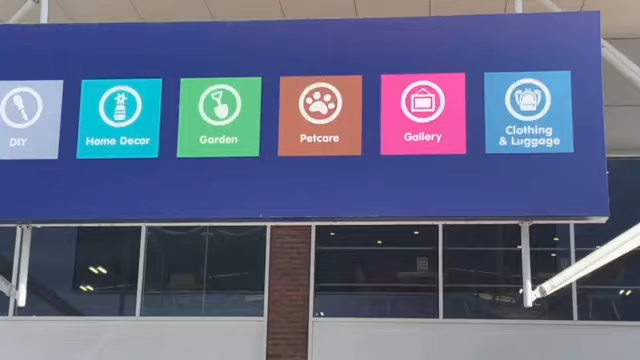 DIY
Home Decor
Garden
Petcare
Gallery
Clothing
& Luggage